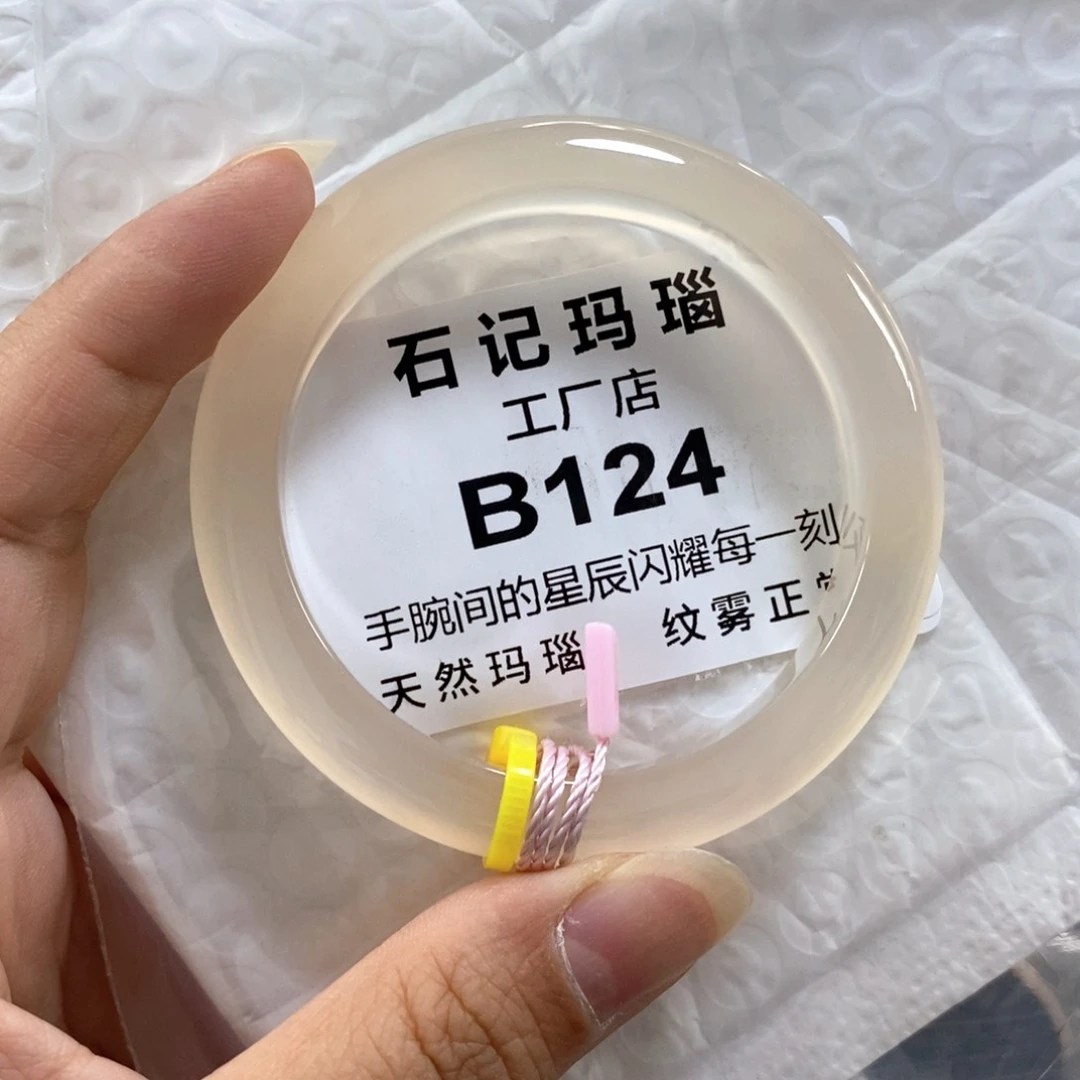 石记玛瑙
工厂店
B124
手腕间的星辰闪耀每一刻
天然玛瑙 纹雾正